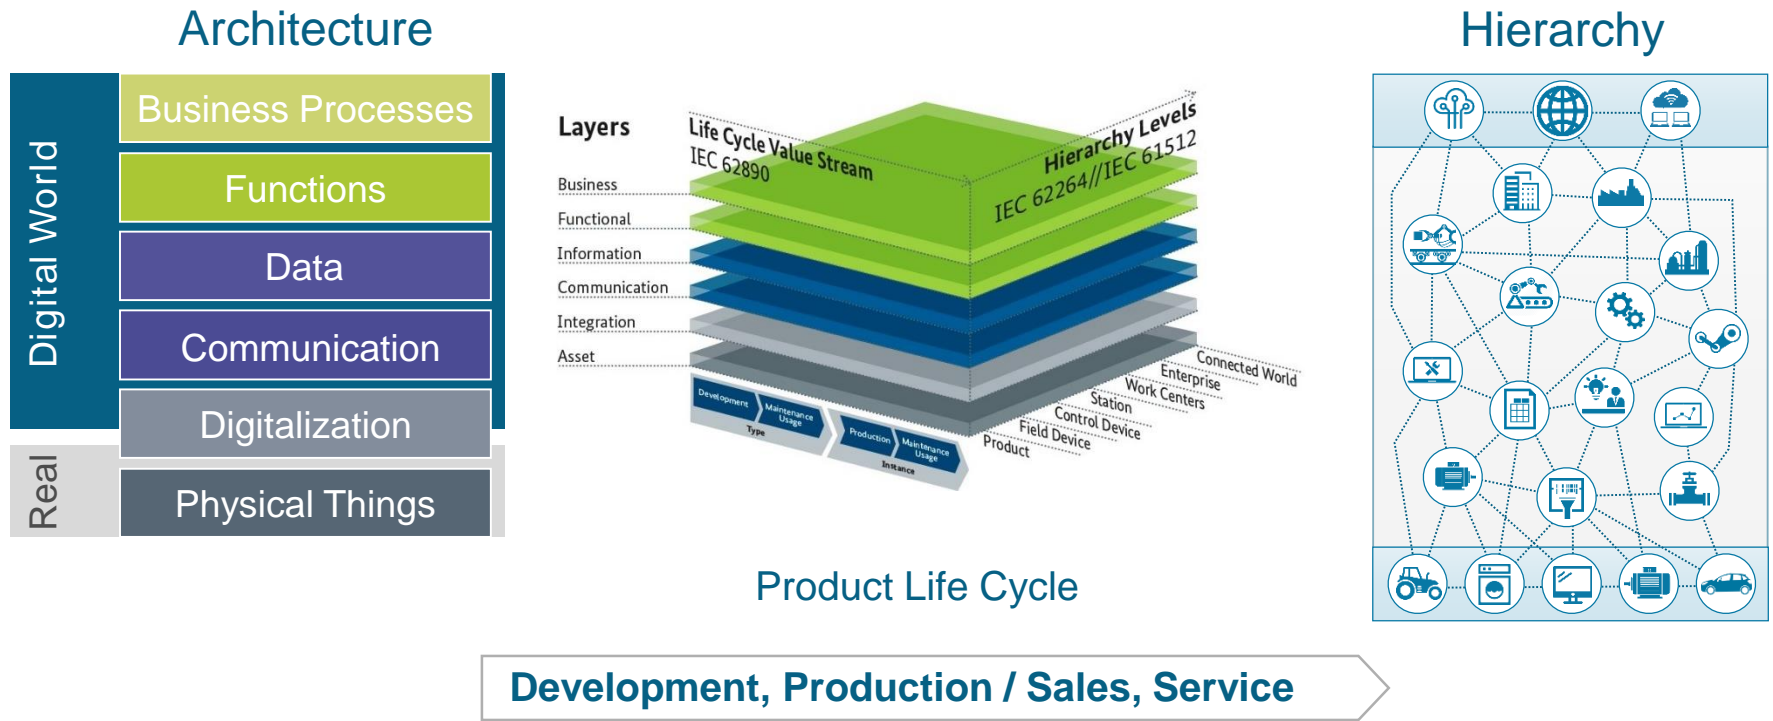 Architecture
Hierarchy
Digital World
Real
Business Processes
Functions
Data
Communication
Digitalization
Physical Things
Layers
Life Cycle Value Stream
IEC 62890
Hierarchy Levels
IEC 62264//IEC 61512
Business
Functional
Information
Communication
Integration
Asset
Development
Maintenance
Usage
Type
Production
Maintenance
Usage
Instance
Product
Field Device
Control Device
Station
Work Centers
Enterprise
Connected World
Product Life Cycle
Development, Production / Sales, Service